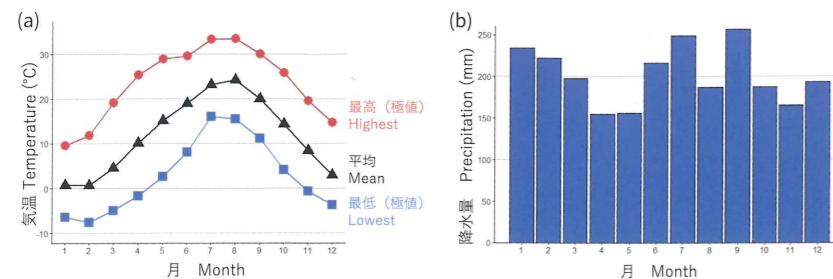 (a)
気温 Temperature (°C)
30
20
10
0
-10
1 2 3 4 5 6 7 8 9 10 11 12
月 Month
最高（極値）
Highest
平均
Mean
最低（極値）
Lowest
(b)
降水量 Precipitation (mm)
250
200
150
100
50
0
1 2 3 4 5 6 7 8 9 10 11 12
月 Month